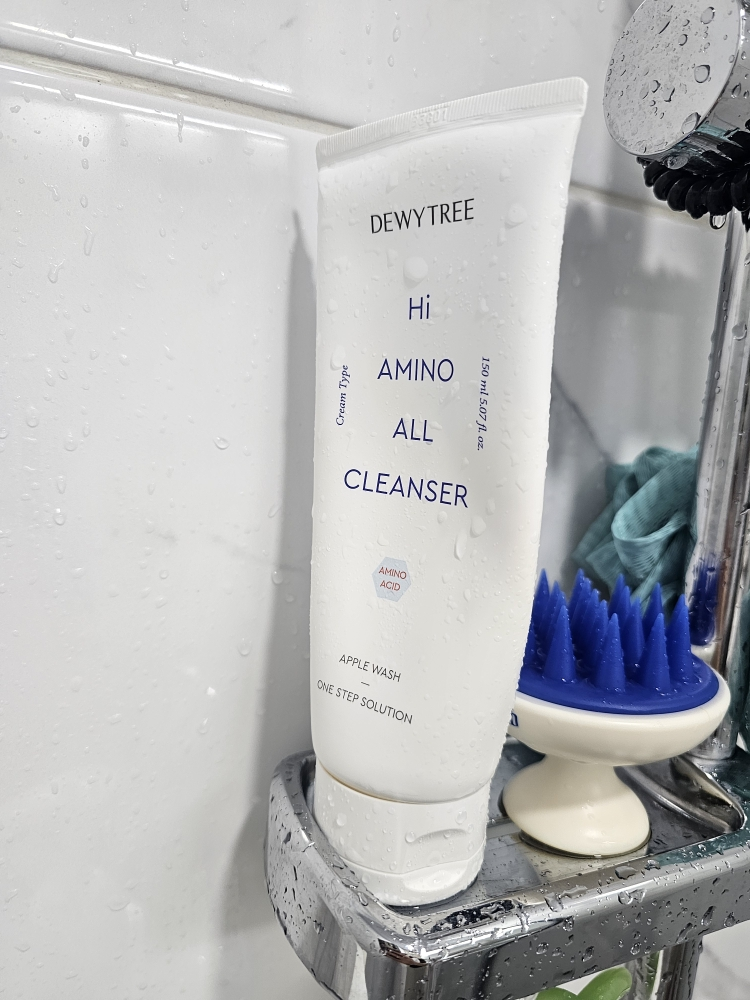 DEWYTREE
Hi
AMINO
ALL
CLEANSER
Cream Type
150 ml 5.07 fl. oz.
AMINO
ACID
APPLE WASH
—
ONE STEP SOLUTION